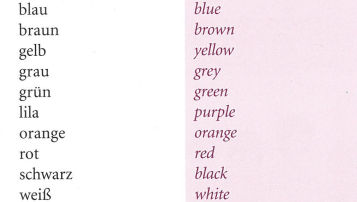 blau blue
braun brown
gelb yellow
grau grey
grün green
lila purple
orange orange
rot red
schwarz black
weiß white